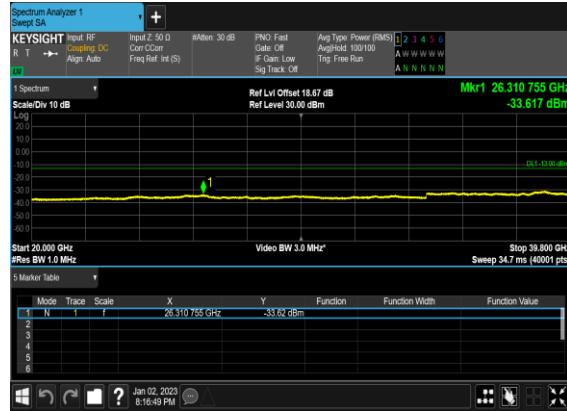 Spectrum Analyzer 1
Swept SA
+
KEYSIGHT Input: RF Input Z: 50 Ω #Atten: 30 dB PNO: Fast Avg Type: Power (RMS) 1 2 3 4 5 6
R T Coupling: DC Corr CCorr Gate: Off Avg|Hold: 100/100 A W W W W W
Align: Auto Freq Ref: Int (S) IF Gain: Low Trig: Free Run
Sig Track: Off A N N N N N
1 Spectrum Ref Lvl Offset 18.67 dB Mkr1 26.310 755 GHz
Scale/Div 10 dB Ref Level 30.00 dBm -33.617 dBm
Log
20.0
10.0
0.00
-10.0
DL1 -13.00 dBm
-20.0
1
-30.0
-40.0
-50.0
-60.0
Start 20.000 GHz Video BW 3.0 MHz* Stop 39.800 GHz
#Res BW 1.0 MHz Sweep 34.7 ms (40001 pts)
5 Marker Table
Mode Trace Scale X Y Function Function Width Function Value
1 N 1 f 26.310 755 GHz -33.62 dBm
2
3
4
5
6
? Jan 02, 2023
8:16:49 PM